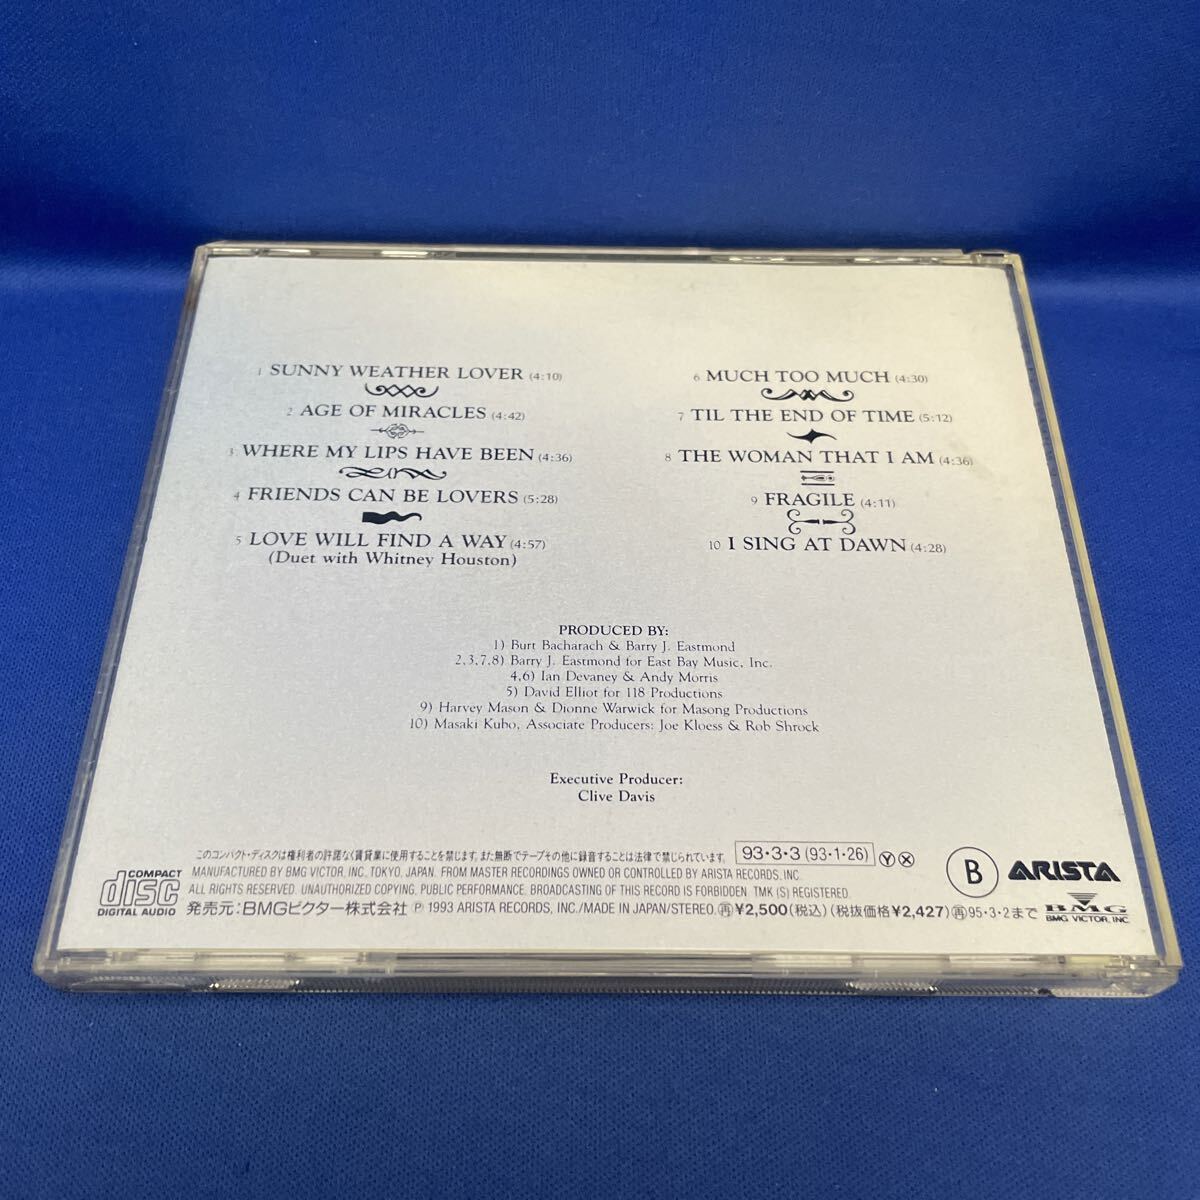 1 SUNNY WEATHER LOVER (4:10)
2 AGE OF MIRACLES (4:42)
3 WHERE MY LIPS HAVE BEEN (4:36)
4 FRIENDS CAN BE LOVERS (5:28)
5 LOVE WILL FIND A WAY (4:57)
(Duet with Whitney Houston)
6 MUCH TOO MUCH (4:30)
7 TIL THE END OF TIME (5:12)
8 THE WOMAN THAT I AM (4:36)
9 FRAGILE (4:11)
10 I SING AT DAWN (4:28)
PRODUCED BY:
1) Burt Bacharach & Barry J. Eastmond
2,3,7,8) Barry J. Eastmond for East Bay Music, Inc.
4,6) Ian Devaney & Andy Morris
5) David Elliot for 118 Productions
9) Harvey Mason & Dionne Warwick for Masong Productions
10) Masaki Kubo, Associate Producers: Joe Kloess & Rob Shrock
Executive Producer:
Clive Davis
このコンパクト・ディスクは権利者の許諾なく賃貸業に使用することを禁じます。また無断でテープその他に録音することは法律で禁じられています。 93・3・3 (93・1・26) Ⓨ Ⓧ
MANUFACTURED BY BMG VICTOR, INC. TOKYO, JAPAN. FROM MASTER RECORDINGS OWNED OR CONTROLLED BY ARISTA RECORDS, INC.
ALL RIGHTS RESERVED. UNAUTHORIZED COPYING, PUBLIC PERFORMANCE, BROADCASTING OF THIS RECORD IS FORBIDDEN. TMK (S) REGISTERED.
発売元:BMGビクター株式会社 ℗ 1993 ARISTA RECORDS, INC./MADE IN JAPAN/STEREO. 再 ¥2,500(税込)(税抜価格¥2,427) 再95・3・2まで
COMPACT
disc
DIGITAL AUDIO
B
ARISTA
BMG
BMG VICTOR, INC.